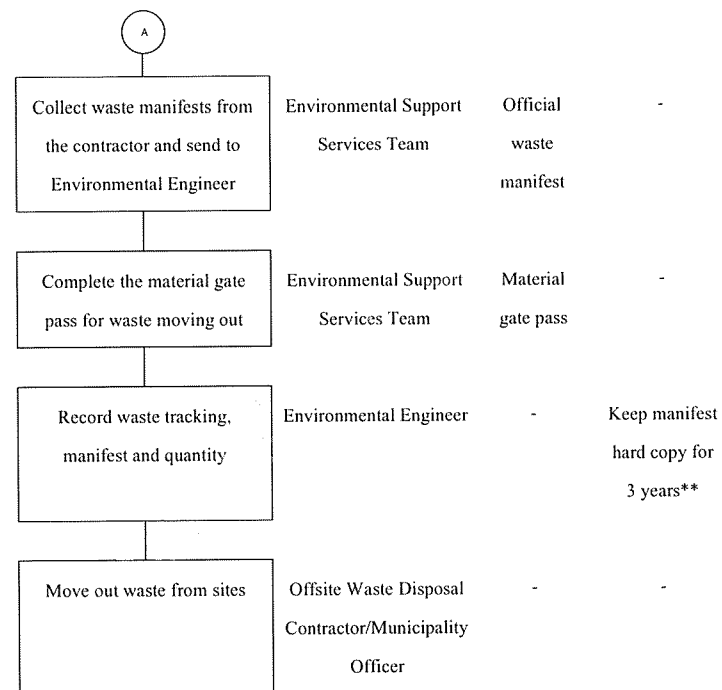 A
Collect waste manifests from
the contractor and send to
Environmental Engineer
Environmental Support
Services Team
Official
waste
manifest
-
Complete the material gate
pass for waste moving out
Environmental Support
Services Team
Material
gate pass
-
Record waste tracking,
manifest and quantity
Environmental Engineer
-
Keep manifest
hard copy for
3 years**
Move out waste from sites
Offsite Waste Disposal
Contractor/Municipality
Officer
-
-